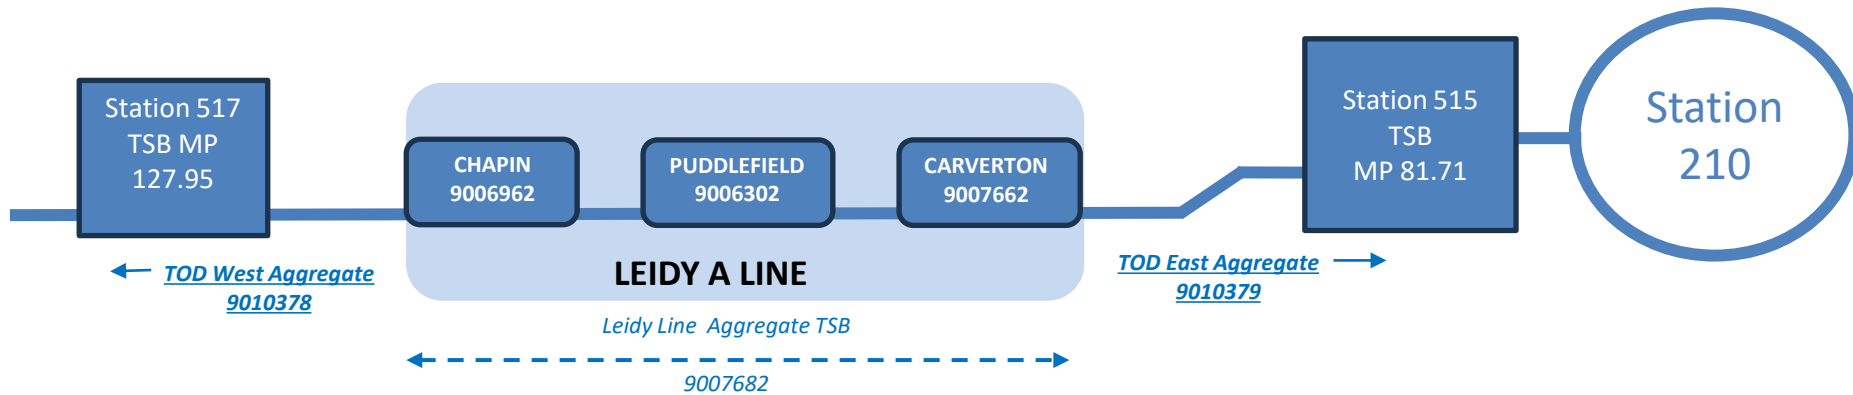 Station 517
TSB MP
127.95
CHAPIN
9006962
PUDDLEFIELD
9006302
CARVERTON
9007662
Station 515
TSB
MP 81.71
Station
210
TOD West Aggregate
9010378
LEIDY A LINE
TOD East Aggregate
9010379
Leidy Line  Aggregate TSB
9007682